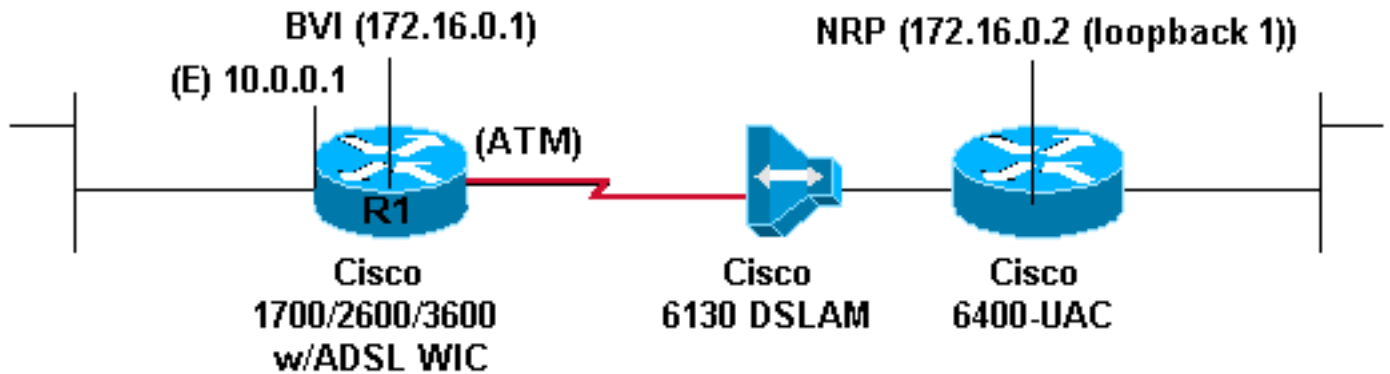 BVI (172.16.0.1)
NRP (172.16.0.2 (loopback 1))
(E) 10.0.0.1
(ATM)
R1
Cisco
1700/2600/3600
w/ADSL WIC
Cisco
6130 DSLAM
Cisco
6400-UAC